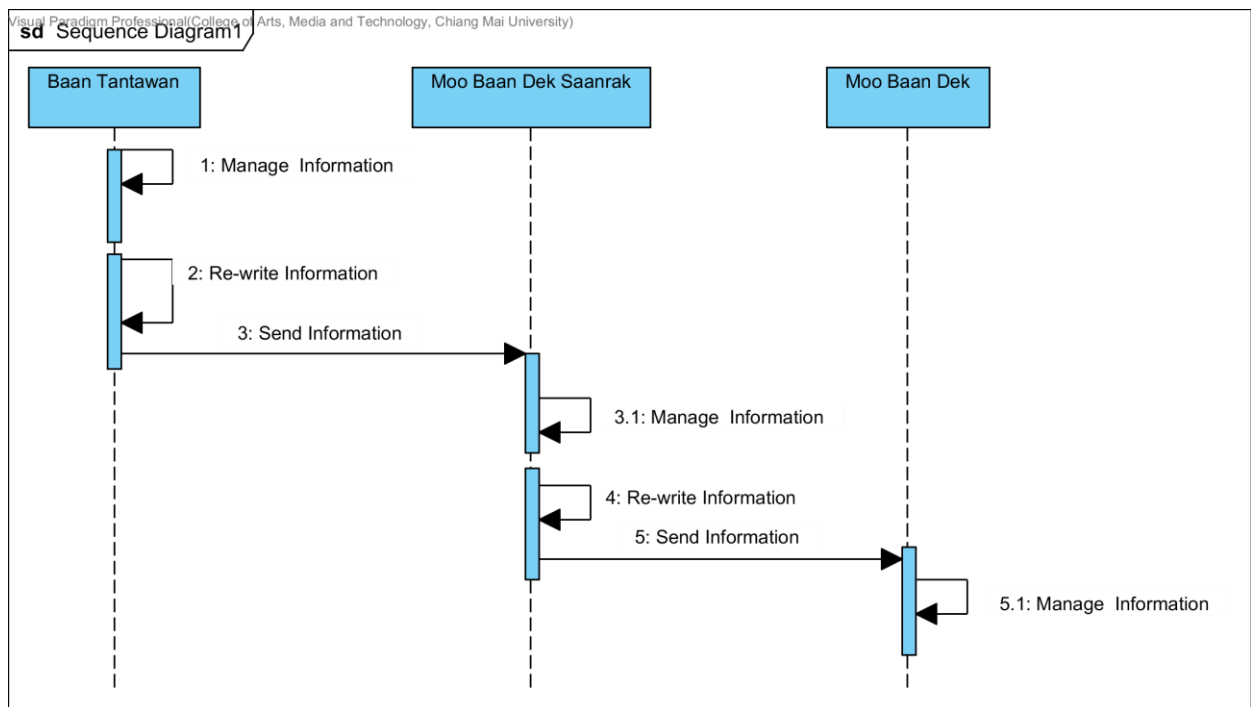 Visual Paradigm Professional(College of Arts, Media and Technology, Chiang Mai University)
sd Sequence Diagram1
Baan Tantawan
Moo Baan Dek Saanrak
Moo Baan Dek
1: Manage  Information
2: Re-write Information
3: Send Information
3.1: Manage  Information
4: Re-write Information
5: Send Information
5.1: Manage  Information